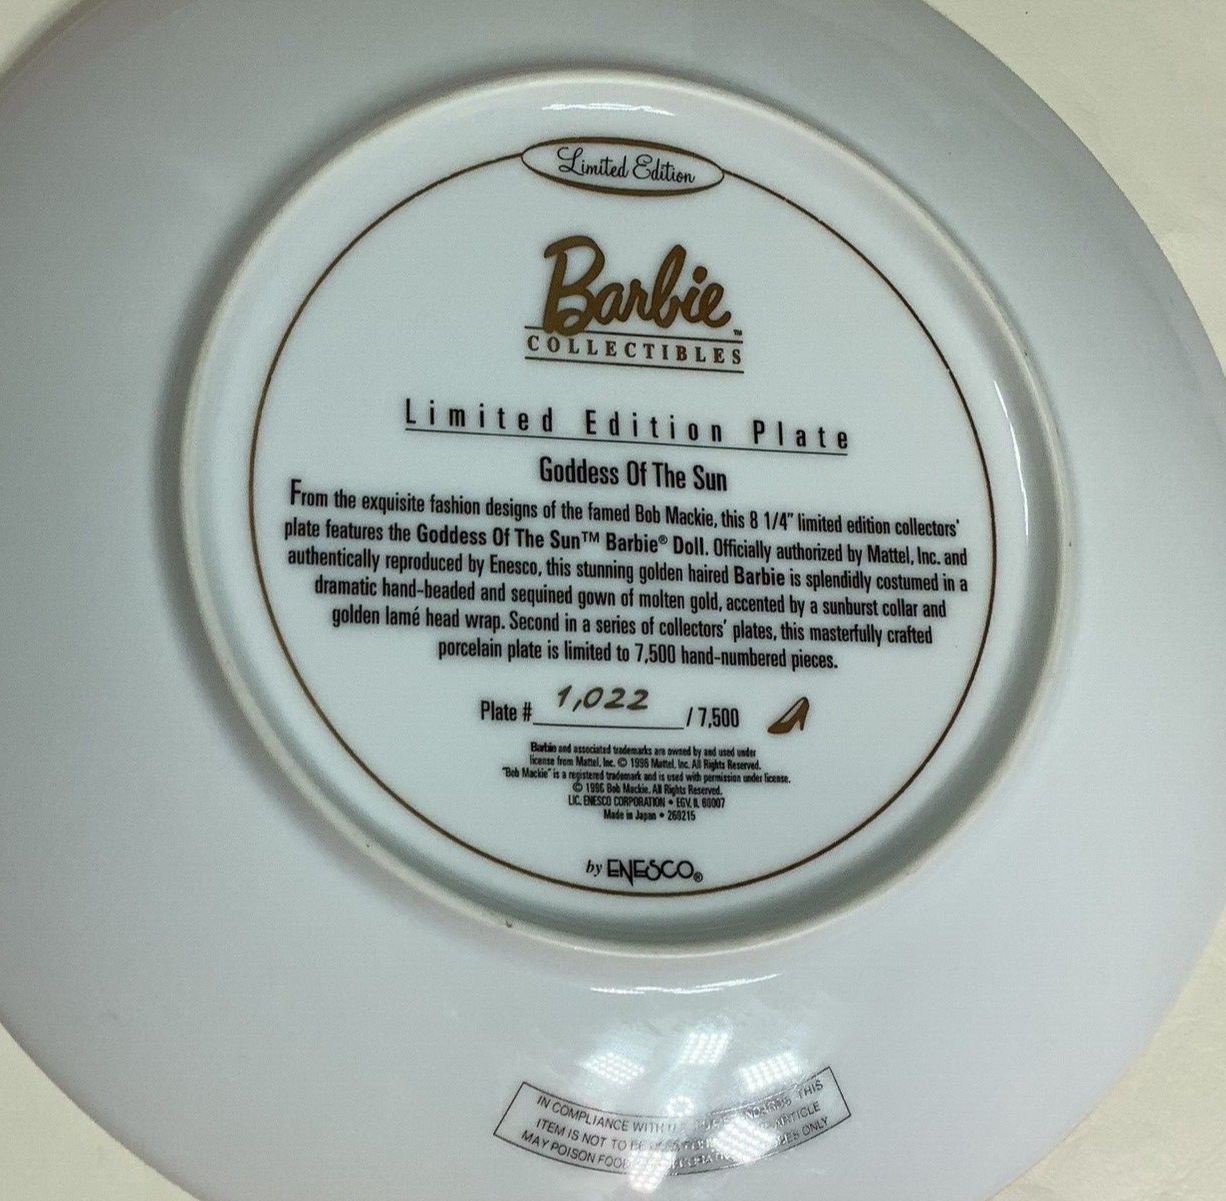 Limited Edition
Barbie™
COLLECTIBLES
Limited Edition Plate
Goddess Of The Sun
From the exquisite fashion designs of the famed Bob Mackie, this 8 1/4" limited edition collectors'
plate features the Goddess Of The Sun™ Barbie® Doll. Officially authorized by Mattel, Inc. and
authentically reproduced by Enesco, this stunning golden haired Barbie is splendidly costumed in a
dramatic hand-beaded and sequined gown of molten gold, accented by a sunburst collar and
golden lamé head wrap. Second in a series of collectors' plates, this masterfully crafted
porcelain plate is limited to 7,500 hand-numbered pieces.
Plate # 1,022 / 7,500
Barbie and associated trademarks are owned by and used under
license from Mattel, Inc. © 1996 Mattel, Inc. All Rights Reserved.
"Bob Mackie" is a registered trademark and is used with permission under license.
© 1996 Bob Mackie. All Rights Reserved.
LIC. ENESCO CORPORATION • EGV, IL 60007
Made in Japan • 260215
by ENESCO®
IN COMPLIANCE WITH THIS
ITEM IS NOT TO BE ARTICLE
MAY POISON FOOD ONLY